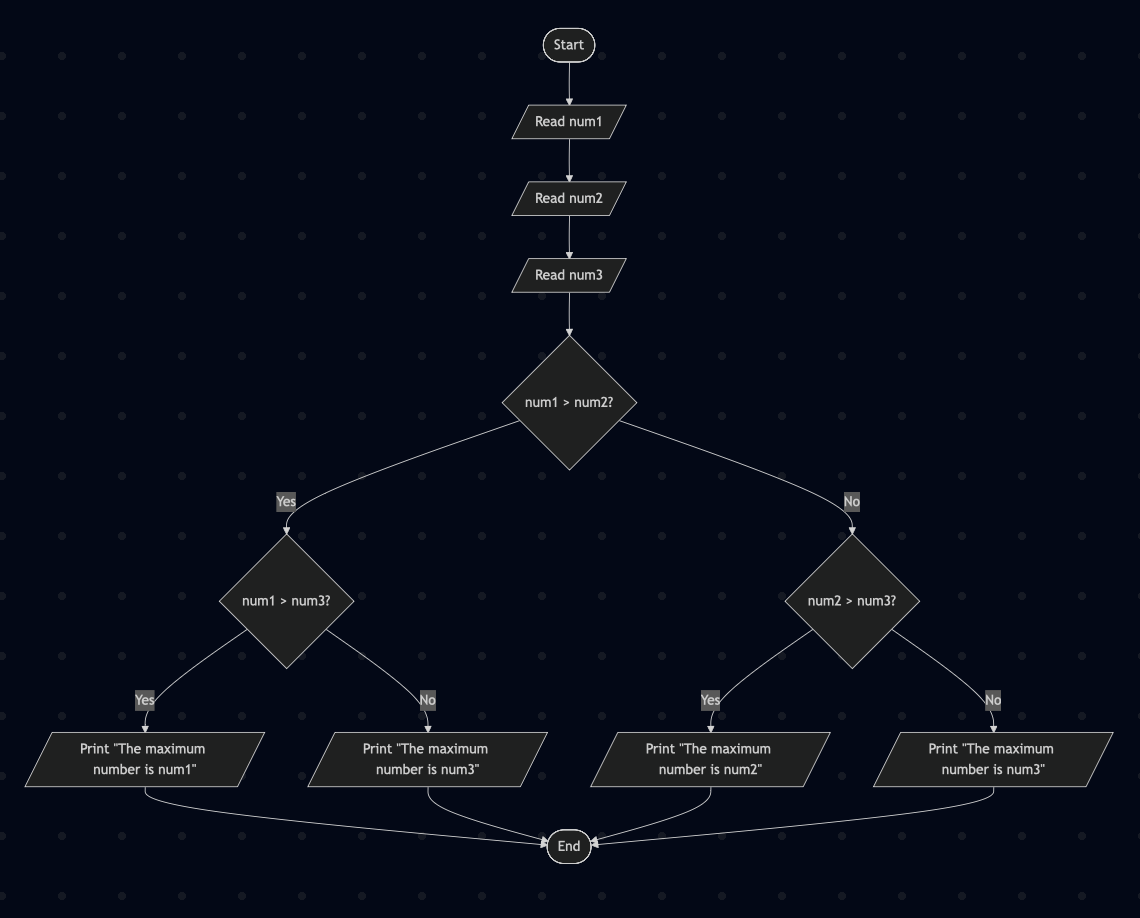 Start
Read num1
Read num2
Read num3
num1 > num2?
Yes
No
num1 > num3?
num2 > num3?
Yes
No
Yes
No
Print "The maximum
number is num1"
Print "The maximum
number is num3"
Print "The maximum
number is num2"
Print "The maximum
number is num3"
End